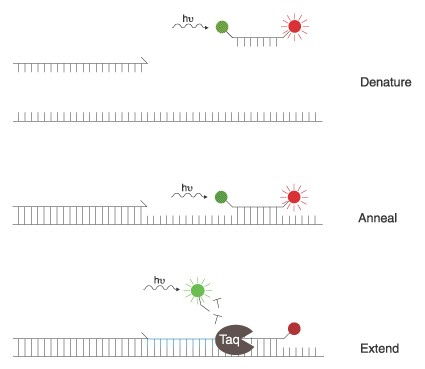 hυ
Denature
hυ
Anneal
hυ
Taq
Extend